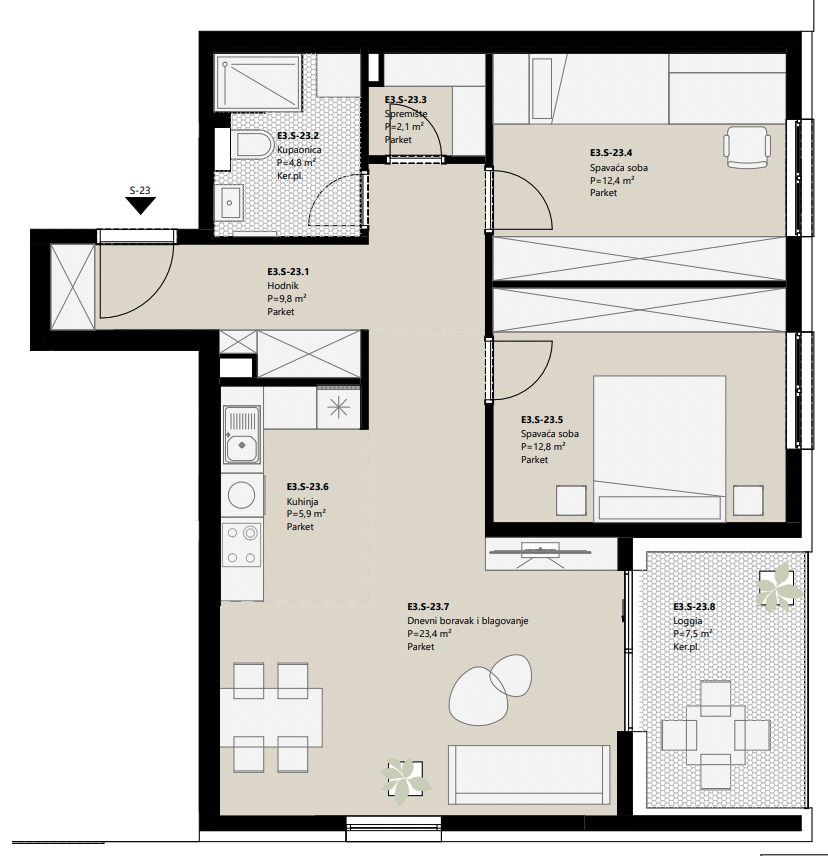 E3.S-23.2
Kupaonica
P=4,8 m²
Ker.pl.
E3.S-23.3
Spremište
P=2,1 m²
Parket
E3.S-23.4
Spavaća soba
P=12,4 m²
Parket
S-23
E3.S-23.1
Hodnik
P=9,8 m²
Parket
E3.S-23.5
Spavaća soba
P=12,8 m²
Parket
E3.S-23.6
Kuhinja
P=5,9 m²
Parket
E3.S-23.7
Dnevni boravak i blagovanje
P=23,4 m²
Parket
E3.S-23.8
Loggia
P=7,5 m²
Ker.pl.